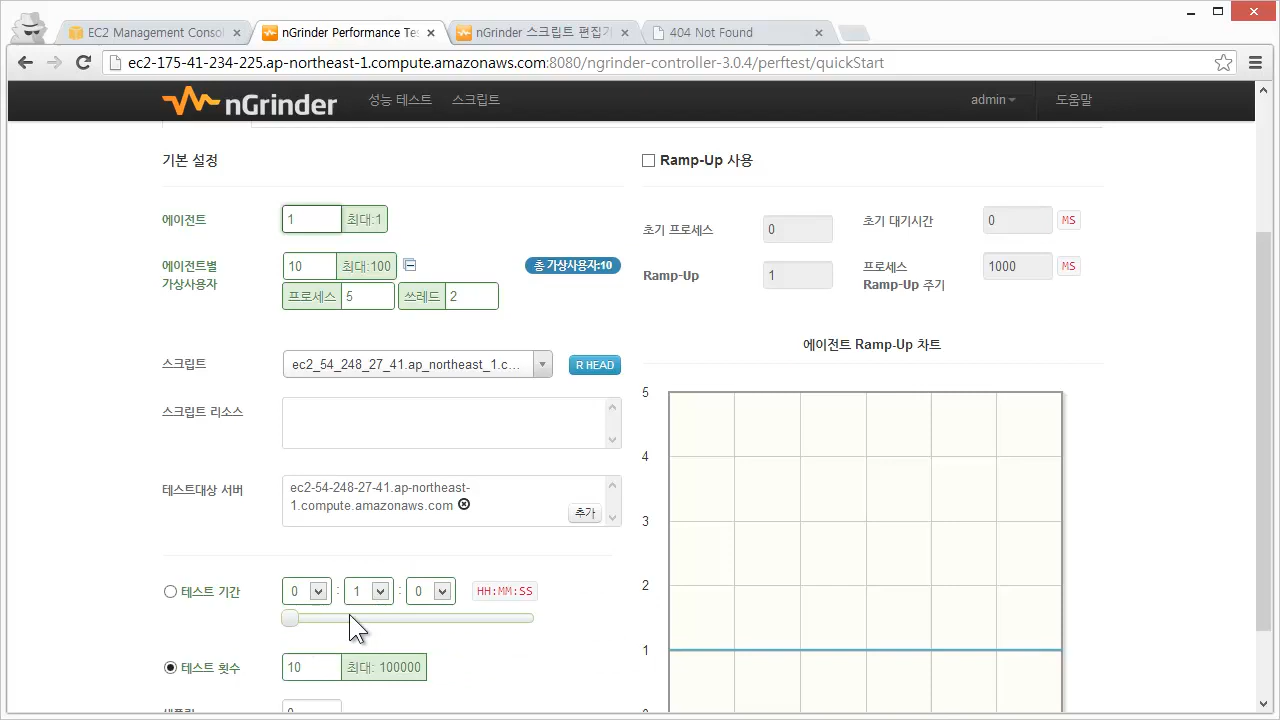 EC2 Management Consol
nGrinder Performance Te
nGrinder 스크립트 편집기
404 Not Found
ec2-175-41-234-225.ap-northeast-1.compute.amazonaws.com:8080/ngrinder-controller-3.0.4/perftest/quickStart
nGrinder
성능 테스트
스크립트
admin
도움말
기본 설정
에이전트
1
최대:1
에이전트별
가상사용자
10
최대:100
총 가상사용자:10
프로세스
5
쓰레드
2
스크립트
ec2_54_248_27_41.ap_northeast_1.c...
R HEAD
스크립트 리소스
테스트대상 서버
ec2-54-248-27-41.ap-northeast-
1.compute.amazonaws.com
추가
테스트 기간
0 : 1 : 0
HH:MM:SS
테스트 횟수
10
최대: 100000
Ramp-Up 사용
초기 프로세스
0
초기 대기시간
0
MS
Ramp-Up
1
프로세스
Ramp-Up 주기
1000
MS
에이전트 Ramp-Up 차트
5
4
3
2
1